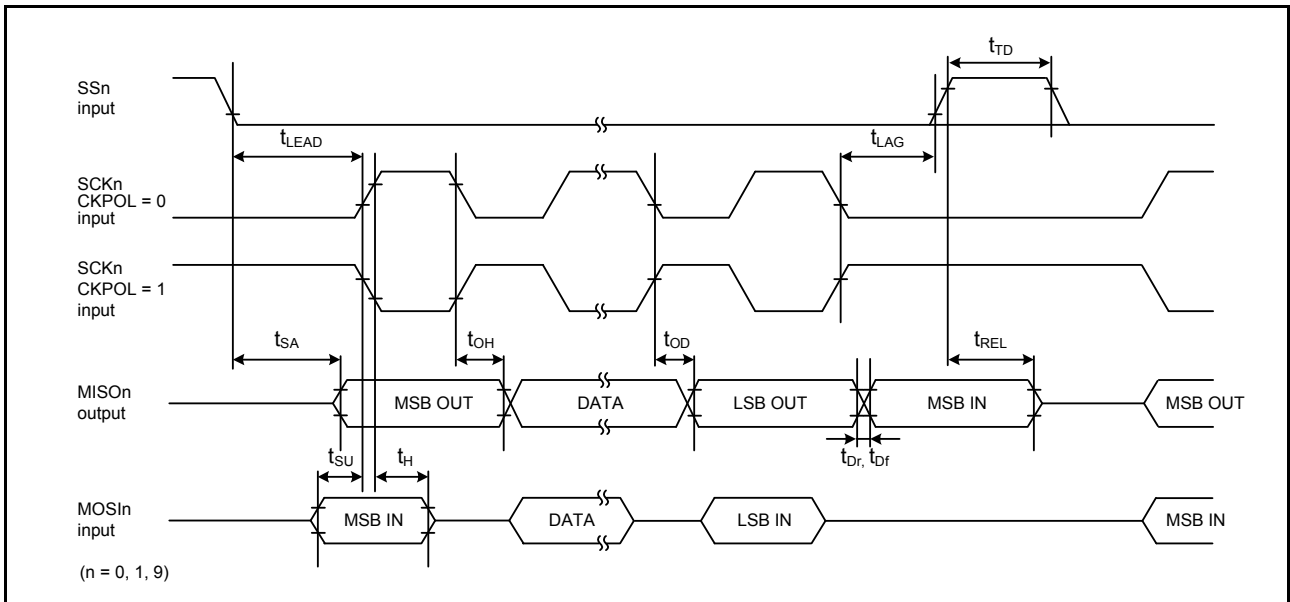 tTD
SSn
input
tLEAD
tLAG
SCKn
CKPOL = 0
input
SCKn
CKPOL = 1
input
tSA
tOH
tOD
tREL
MISOn
output
MSB OUT
DATA
LSB OUT
MSB IN
MSB OUT
tSU
tH
tDr, tDf
MOSIn
input
MSB IN
DATA
LSB IN
MSB IN
(n = 0, 1, 9)